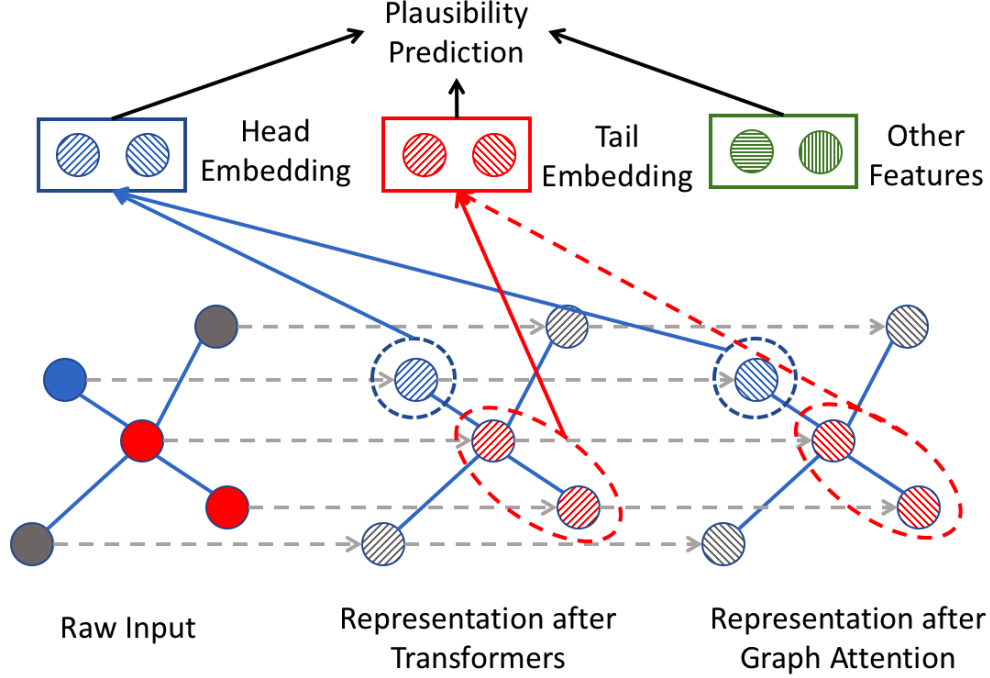 Plausibility
Prediction
Head
Embedding
Tail
Embedding
Other
Features
Raw Input
Representation after
Transformers
Representation after
Graph Attention